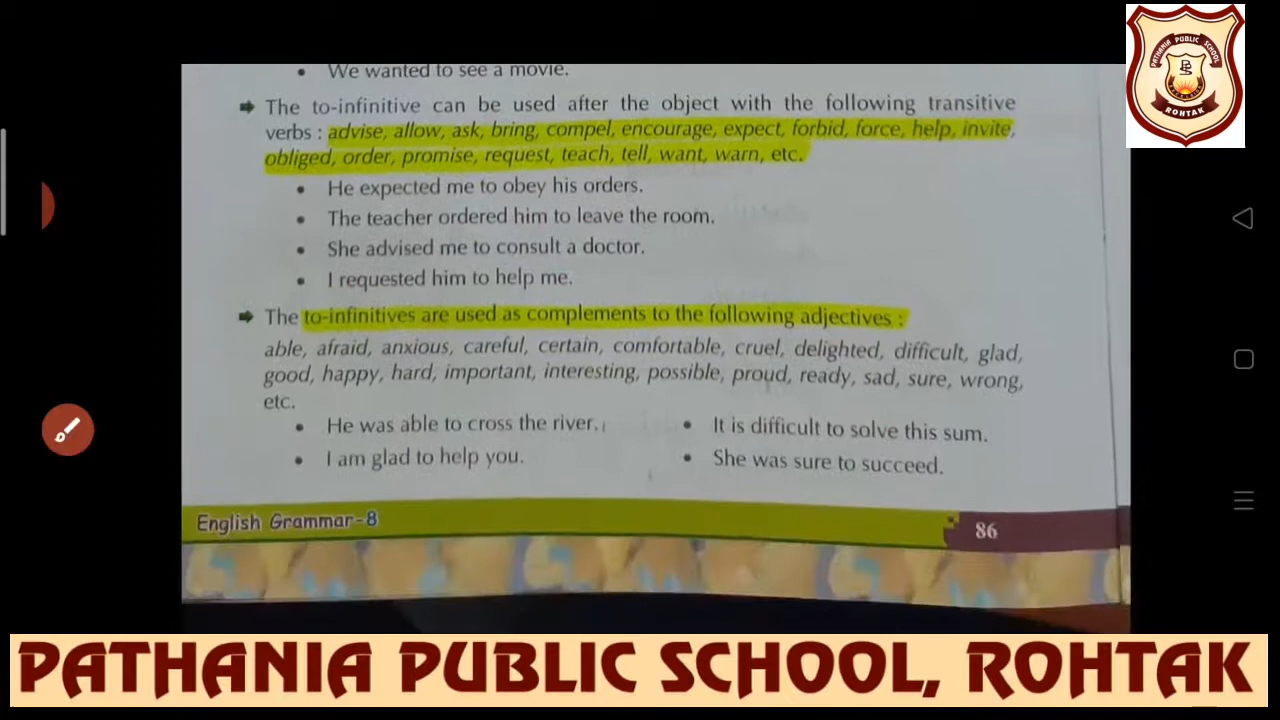 PATHANIA PUBLIC SCHOOL
PPS
ROHTAK
• We wanted to see a movie.
The to-infinitive can be used after the object with the following transitive
verbs : advise, allow, ask, bring, compel, encourage, expect, forbid, force, help, invite,
obliged, order, promise, request, teach, tell, want, warn, etc.
• He expected me to obey his orders.
• The teacher ordered him to leave the room.
• She advised me to consult a doctor.
• I requested him to help me.
The to-infinitives are used as complements to the following adjectives :
able, afraid, anxious, careful, certain, comfortable, cruel, delighted, difficult, glad,
good, happy, hard, important, interesting, possible, proud, ready, sad, sure, wrong,
etc.
• He was able to cross the river.
• I am glad to help you.
• It is difficult to solve this sum.
• She was sure to succeed.
English Grammar-8
86
PATHANIA PUBLIC SCHOOL, ROHTAK